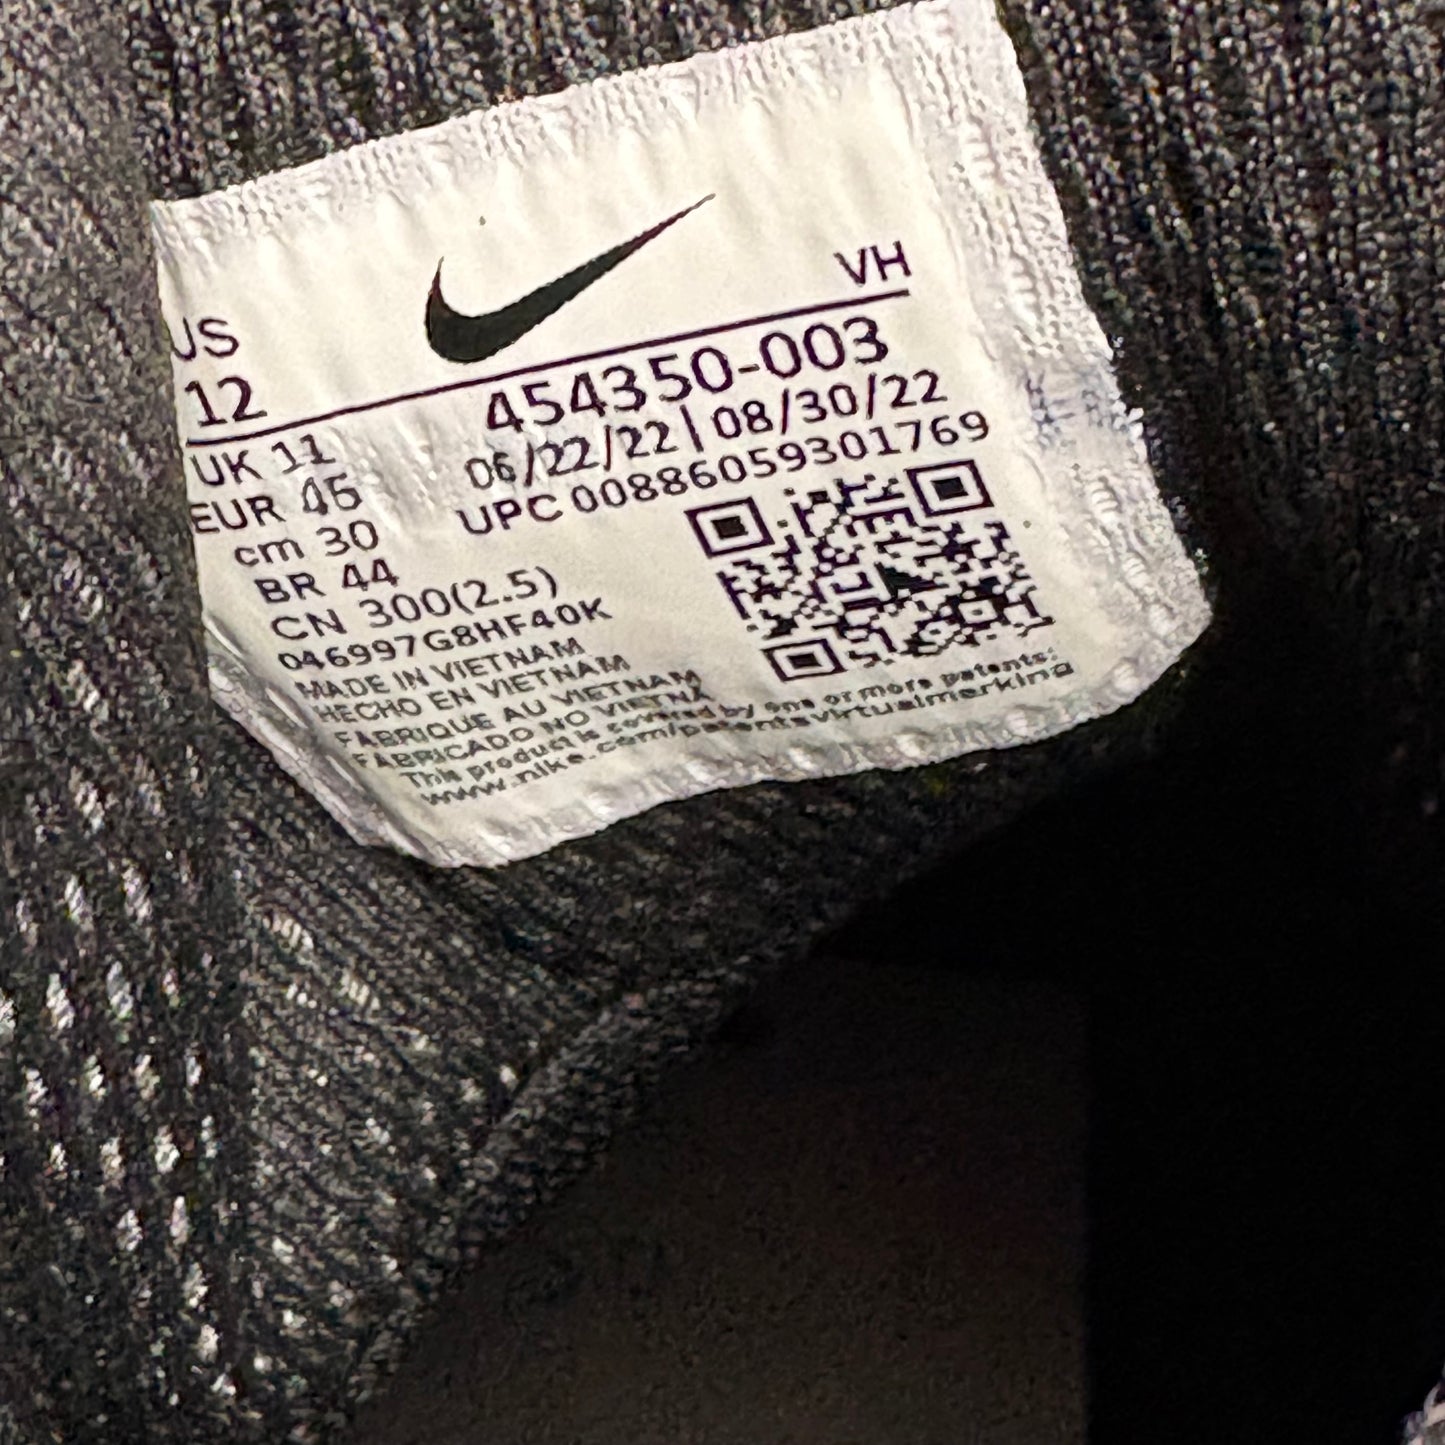 VH
US
12
454350-003
06/22/22 | 08/30/22
UPC 00886059301769
UK 11
EUR 46
cm 30
BR 44
CN 300(2.5)
046997G8HF40K
MADE IN VIETNAM
HECHO EN VIETNAM
FABRIQUE AU VIETNAM
FABRICADO NO VIETNÃ
This product is covered by one or more patents:
www.nike.com/patentsvirtualmarking